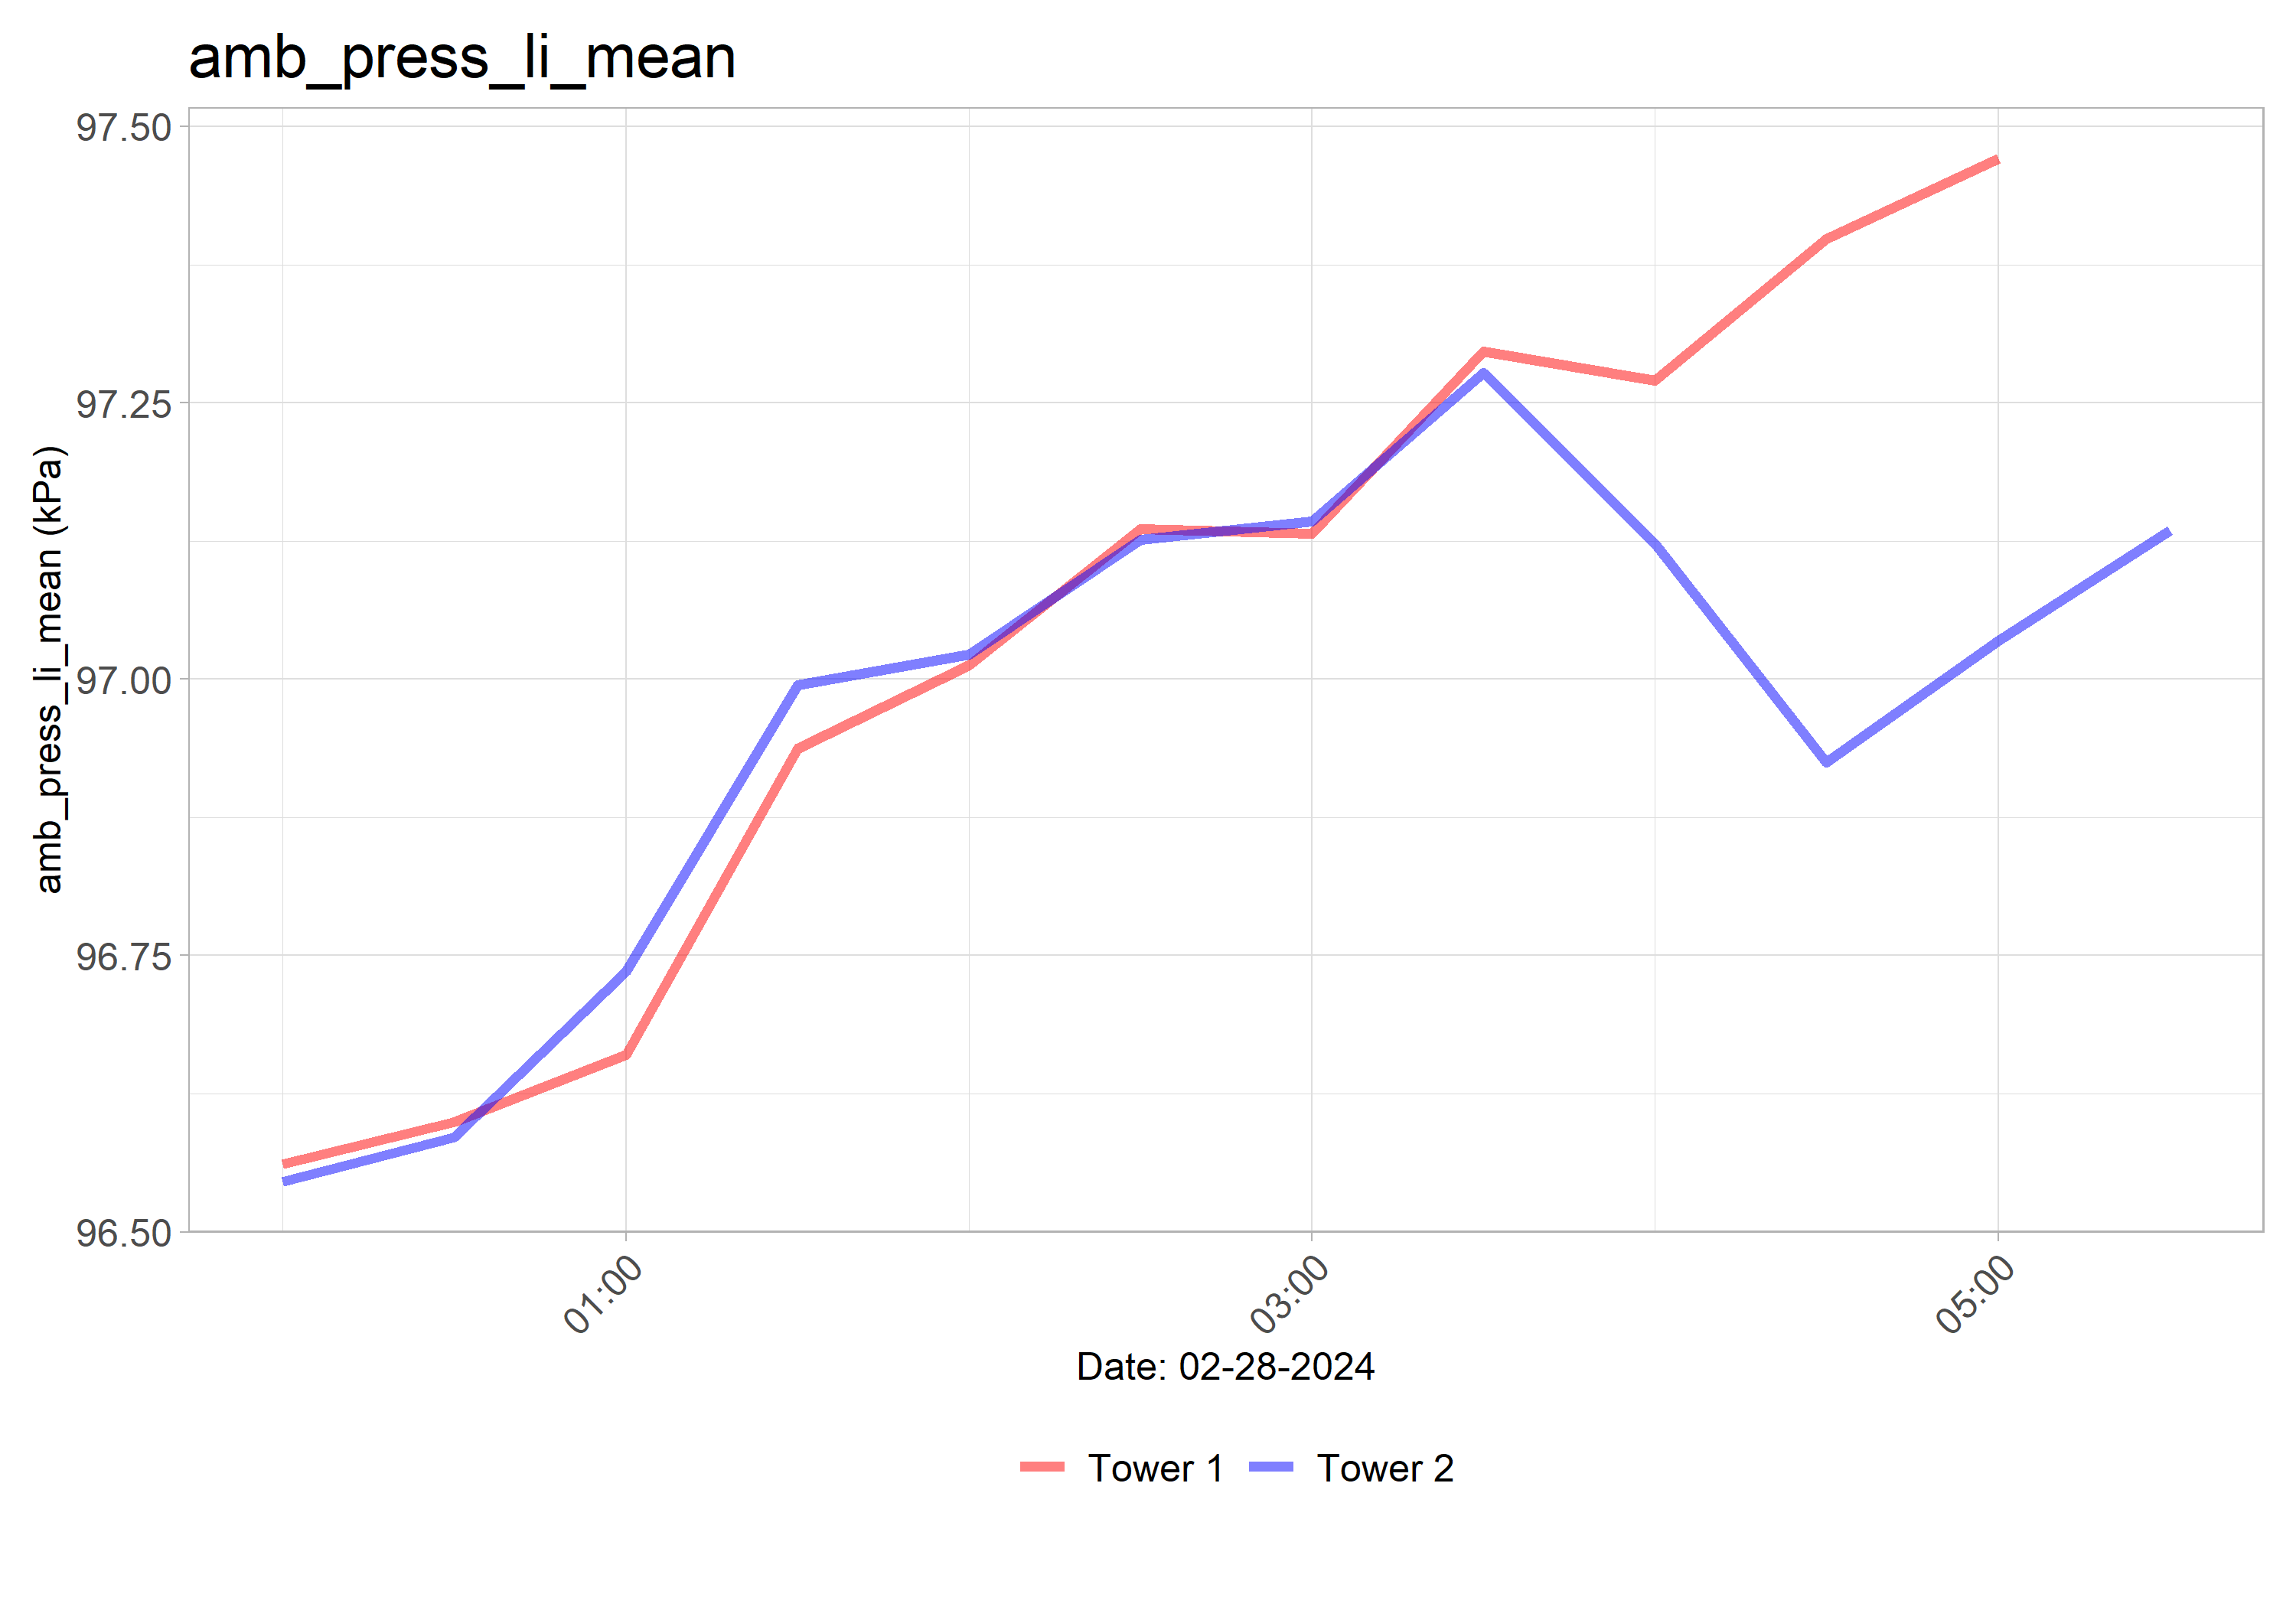 amb_press_li_mean
amb_press_li_mean (kPa)
97.50
97.25
97.00
96.75
96.50
01:00
03:00
05:00
Date: 02-28-2024
Tower 1
Tower 2